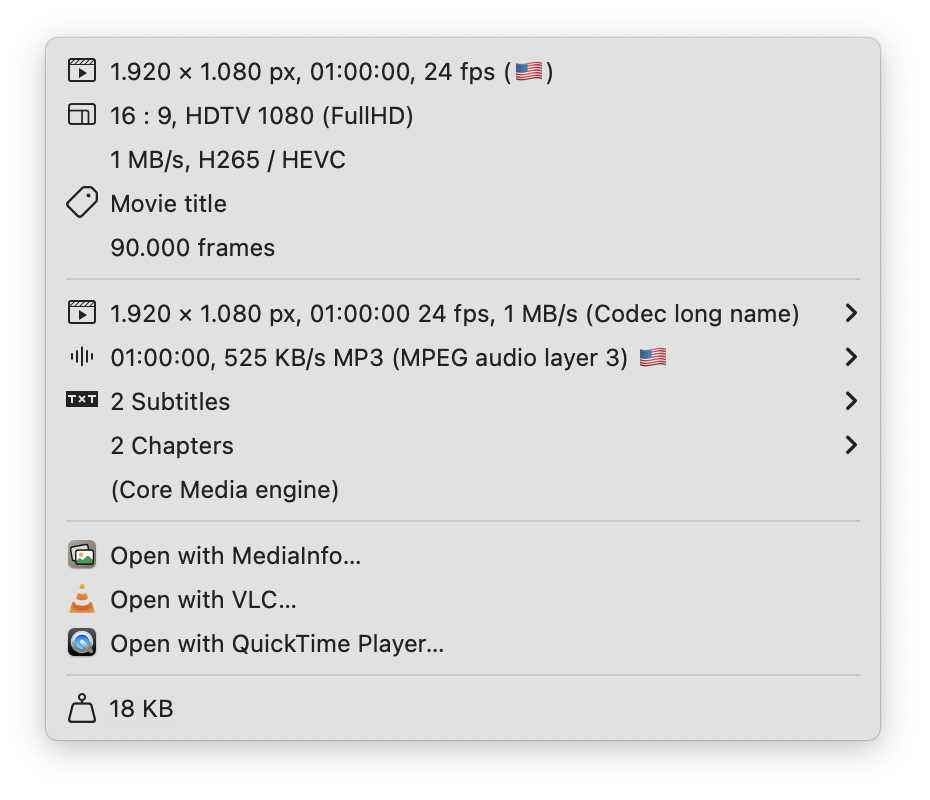 1.920 × 1.080 px, 01:00:00, 24 fps (🇺🇸)
16 : 9, HDTV 1080 (FullHD)
1 MB/s, H265 / HEVC
Movie title
90.000 frames
1.920 × 1.080 px, 01:00:00 24 fps, 1 MB/s (Codec long name)
01:00:00, 525 KB/s MP3 (MPEG audio layer 3) 🇺🇸
TXT 2 Subtitles
2 Chapters
(Core Media engine)
Open with MediaInfo...
Open with VLC...
Open with QuickTime Player...
18 KB